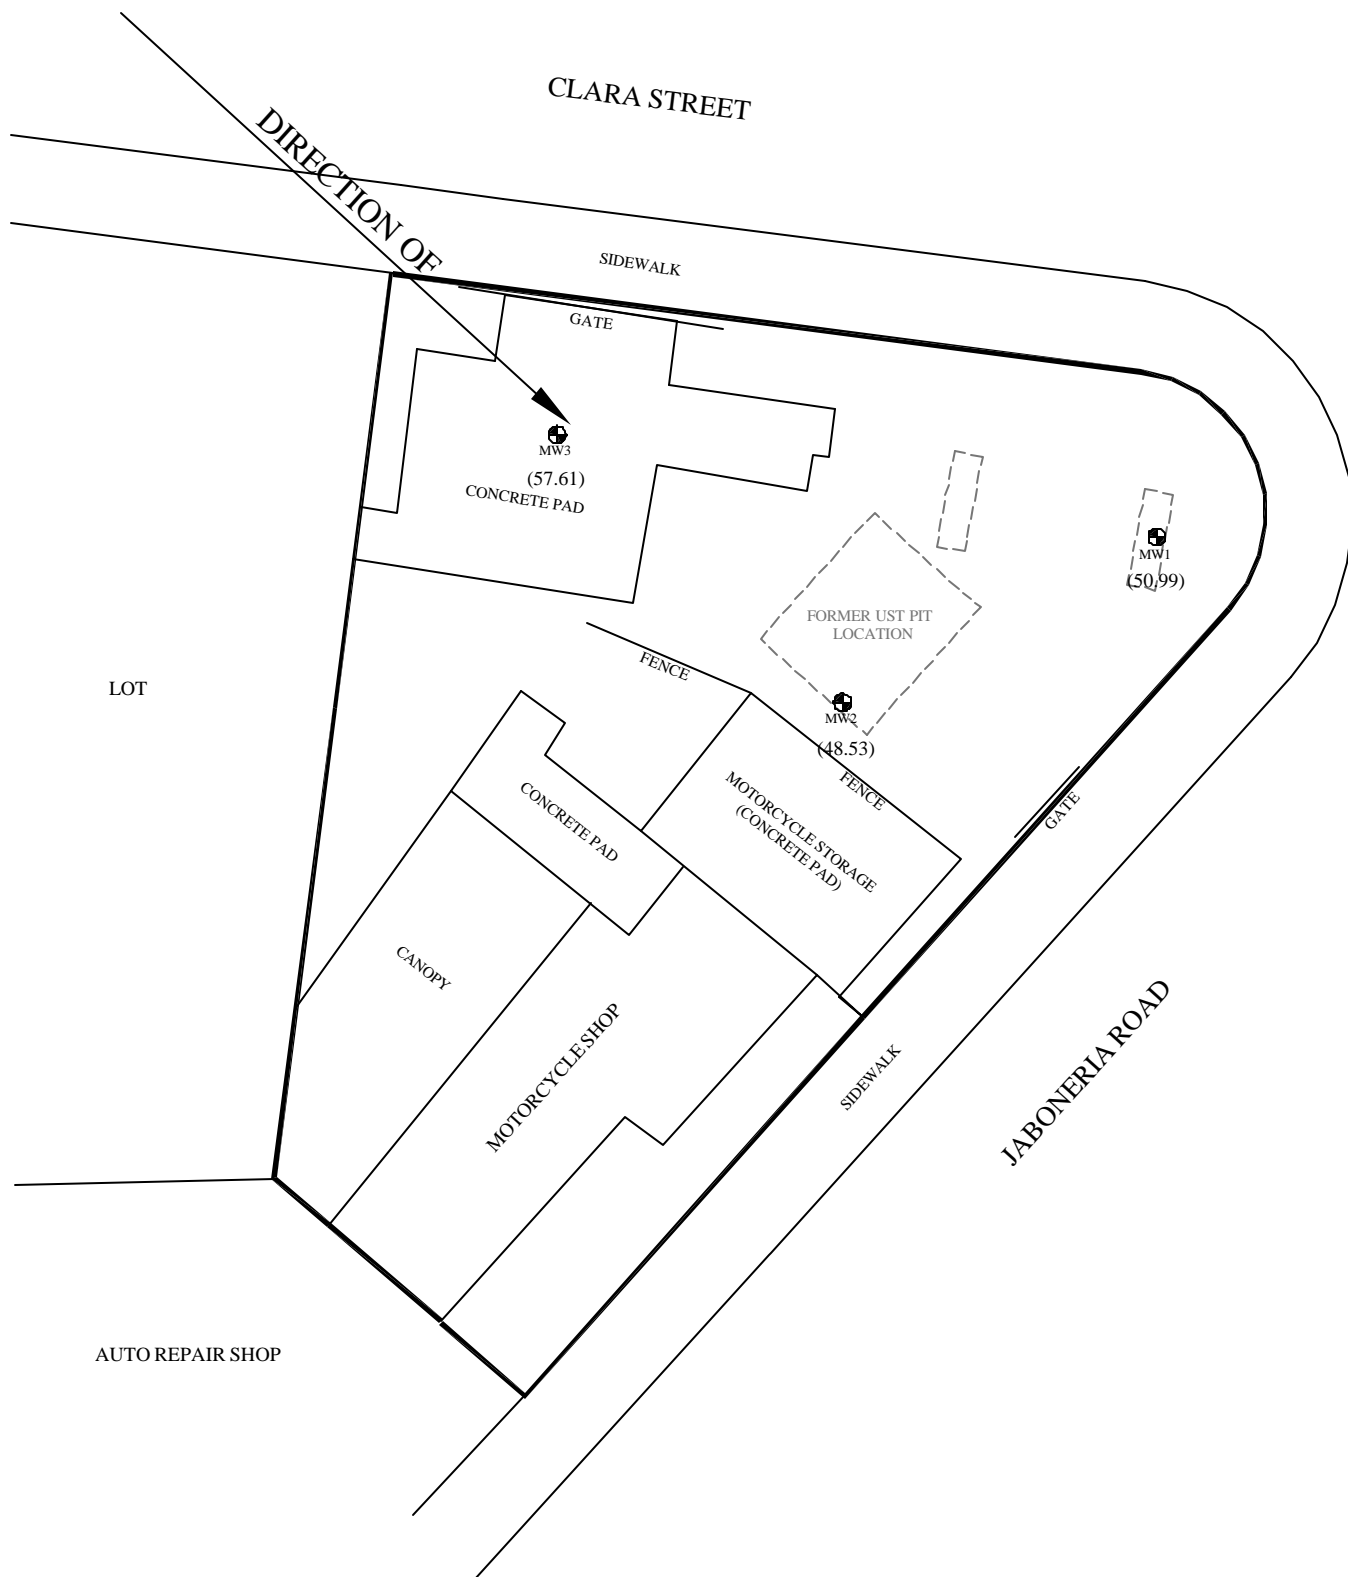 CLARA STREET
DIRECTION OF
SIDEWALK
GATE
MW3
(57.61)
CONCRETE PAD
MW1
(50.99)
FORMER UST PIT
LOCATION
FENCE
LOT
MW2
(48.53)
FENCE
MOTORCYCLE STORAGE
(CONCRETE PAD)
GATE
CONCRETE PAD
CANOPY
MOTORCYCLE SHOP
SIDEWALK
JABONERIA ROAD
AUTO REPAIR SHOP